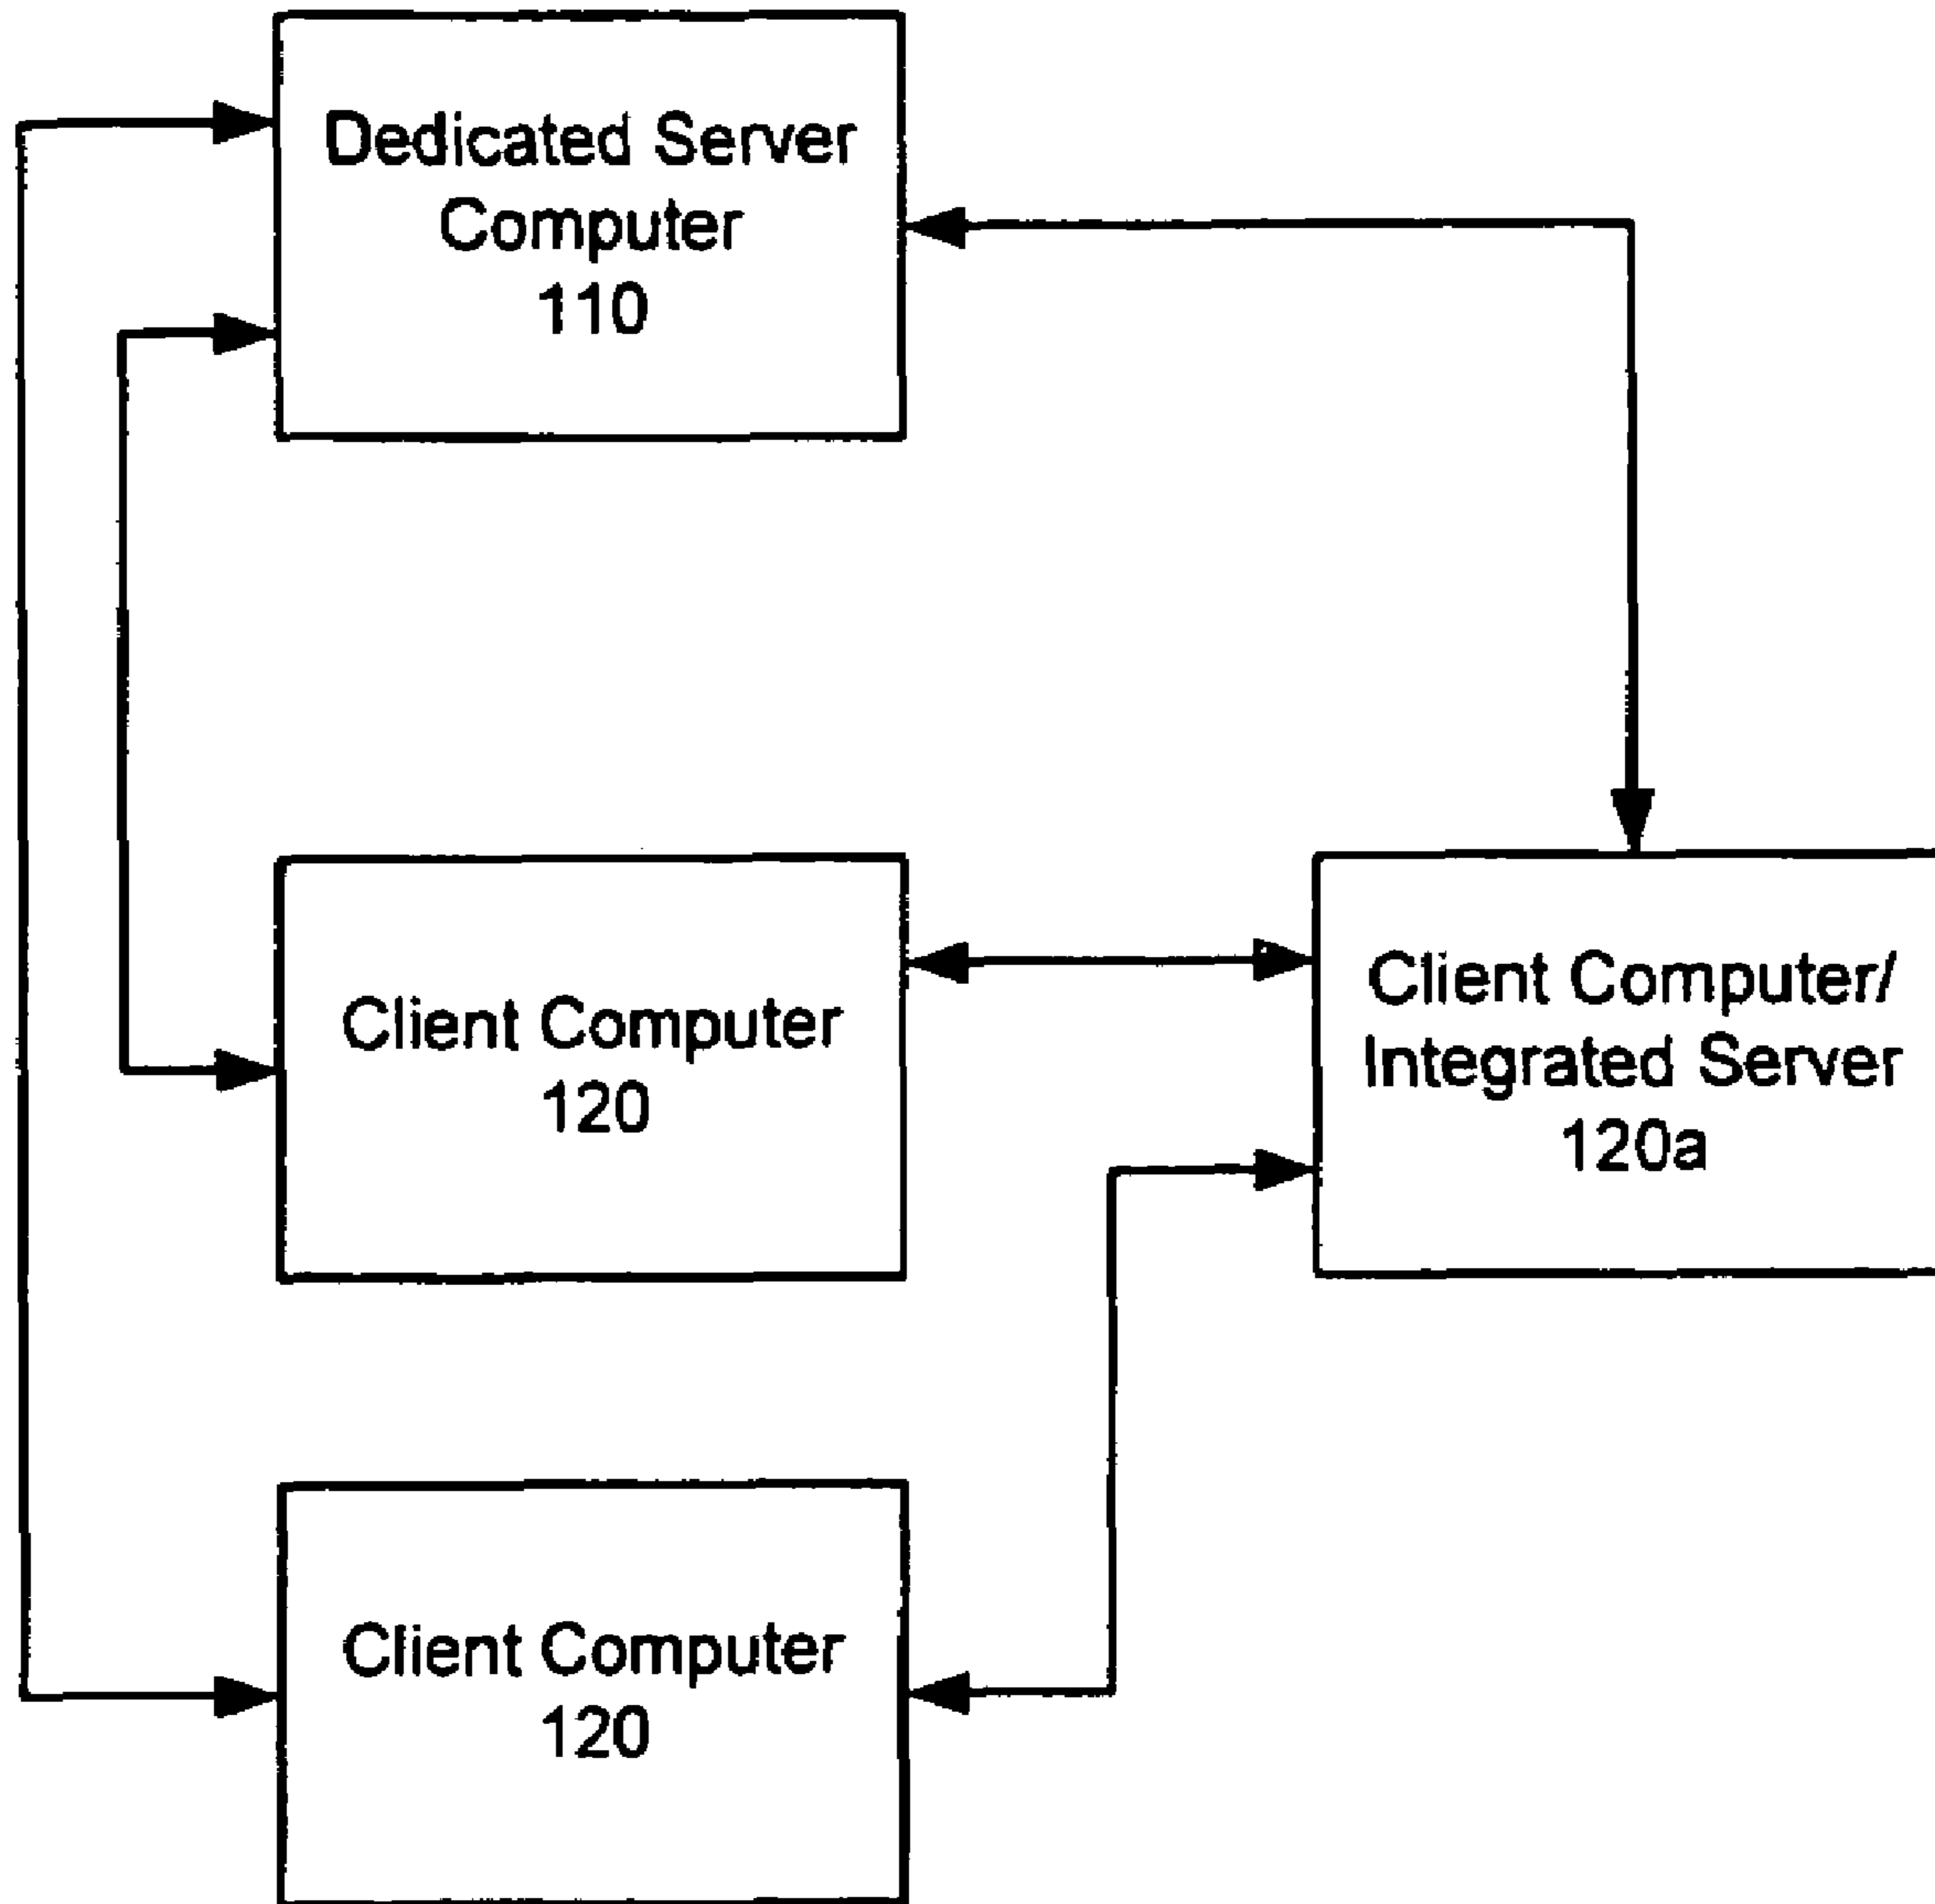 Dedicated Server
Computer
110
Client Computer
120
Client Computer/
Integrated Server
120a
Client Computer
120